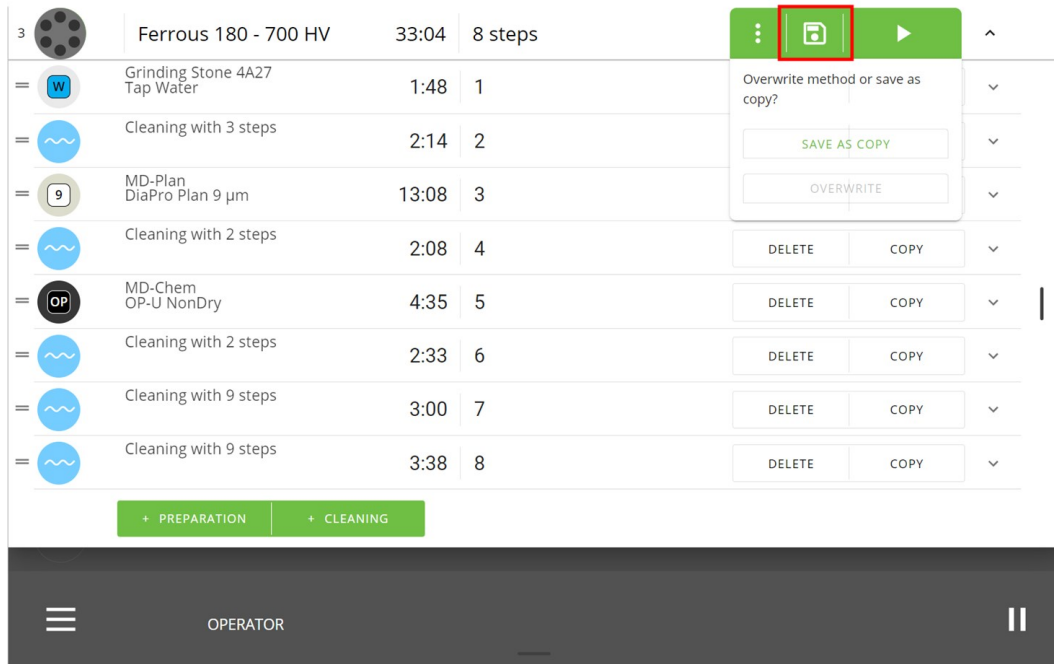 3 Ferrous 180 - 700 HV 33:04 8 steps
Overwrite method or save as
copy?
SAVE AS COPY
OVERWRITE
W Grinding Stone 4A27
Tap Water 1:48 1
Cleaning with 3 steps 2:14 2
9 MD-Plan
DiaPro Plan 9 µm 13:08 3
Cleaning with 2 steps 2:08 4 DELETE COPY
OP MD-Chem
OP-U NonDry 4:35 5 DELETE COPY
Cleaning with 2 steps 2:33 6 DELETE COPY
Cleaning with 9 steps 3:00 7 DELETE COPY
Cleaning with 9 steps 3:38 8 DELETE COPY
+ PREPARATION + CLEANING
OPERATOR